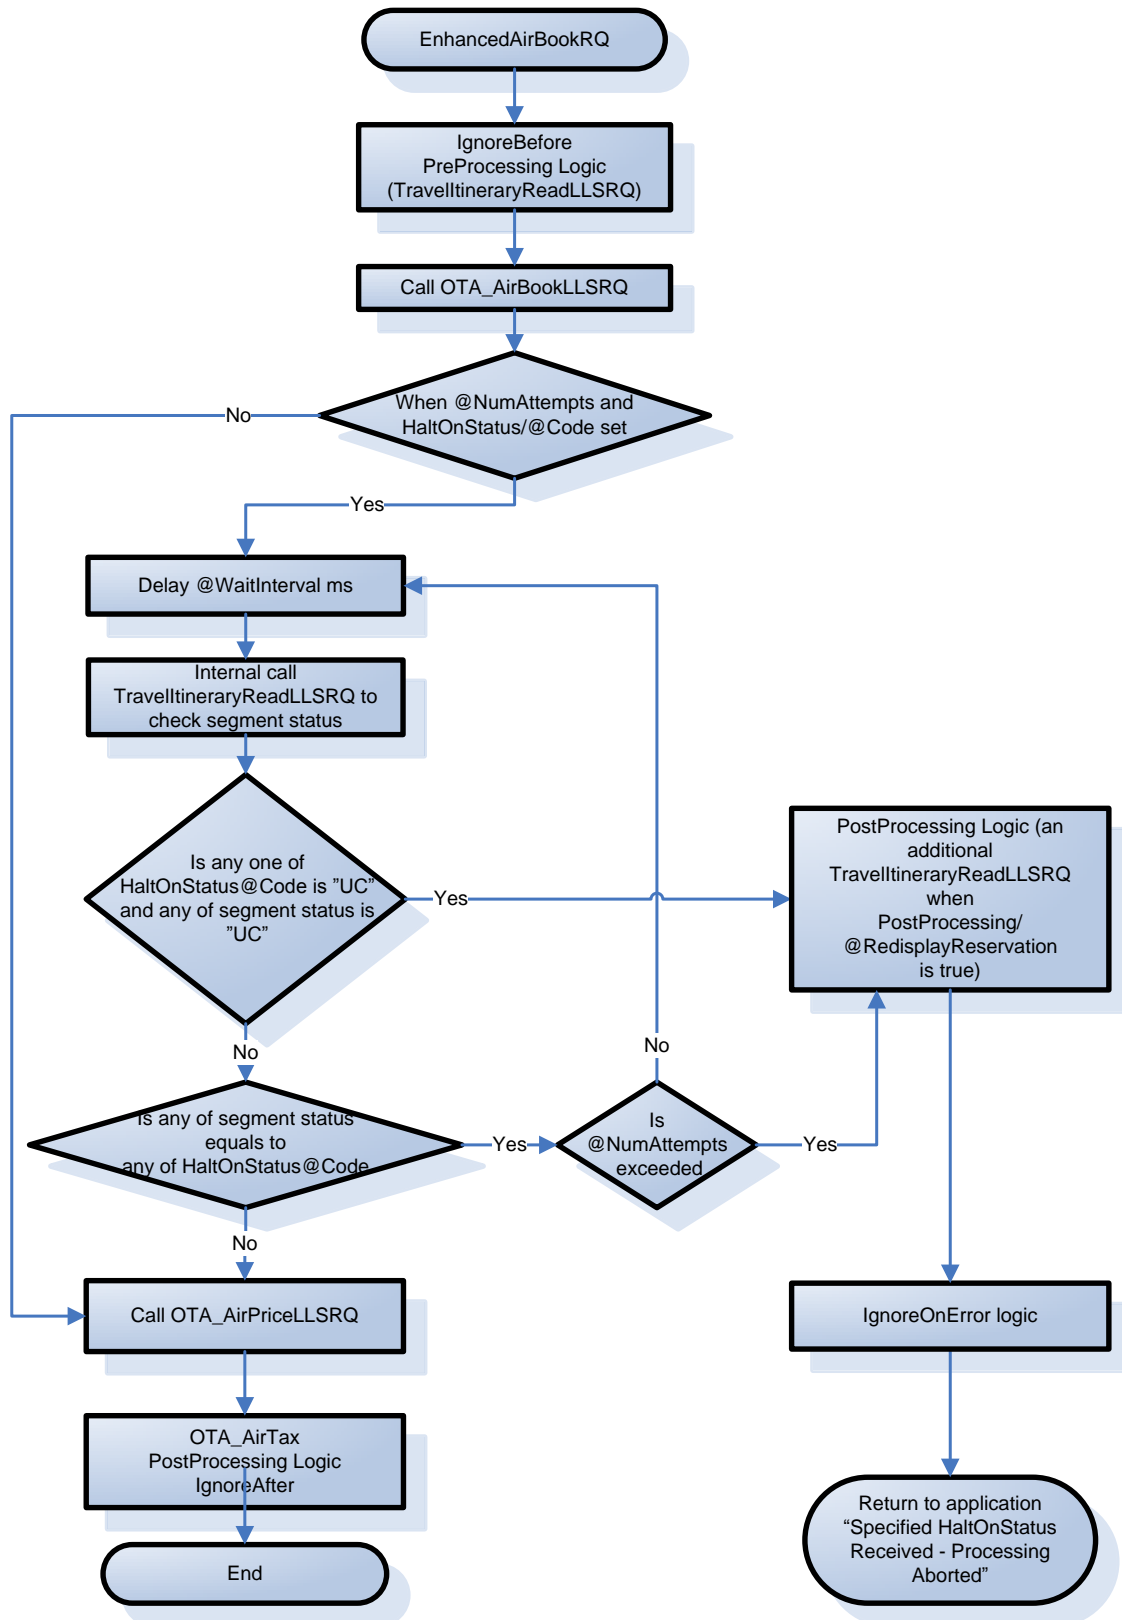 EnhancedAirBookRQ
IgnoreBefore
PreProcessing Logic
(TravelItineraryReadLLSRQ)
Call OTA_AirBookLLSRQ
When @NumAttempts and
HaltOnStatus/@Code set
No
Yes
Delay @WaitInterval ms
Internal call
TravelItineraryReadLLSRQ to
check segment status
Is any one of
HaltOnStatus@Code is ”UC”
and any of segment status is
”UC”
Yes
PostProcessing Logic (an
additional
TravelItineraryReadLLSRQ
when
PostProcessing/
@RedisplayReservation
is true)
No
No
Is any of segment status
equals to
any of HaltOnStatus@Code
Yes
Is
@NumAttempts
exceeded
Yes
No
Call OTA_AirPriceLLSRQ
IgnoreOnError logic
OTA_AirTax
PostProcessing Logic
IgnoreAfter
End
Return to application
“Specified HaltOnStatus
Received - Processing
Aborted”